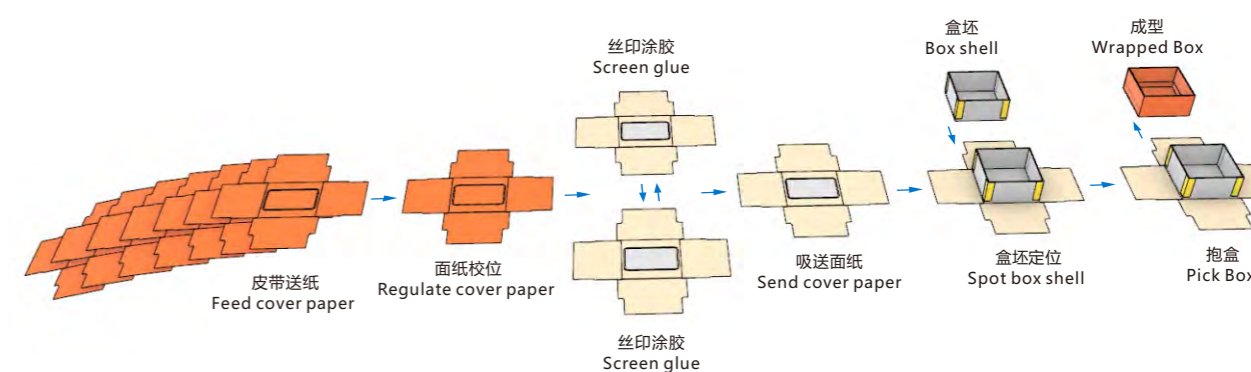 皮带送纸
Feed cover paper
面纸校位
Regulate cover paper
丝印涂胶
Screen glue
丝印涂胶
Screen glue
吸送面纸
Send cover paper
盒坯
Box shell
盒坯定位
Spot box shell
成型
Wrapped Box
抱盒
Pick Box